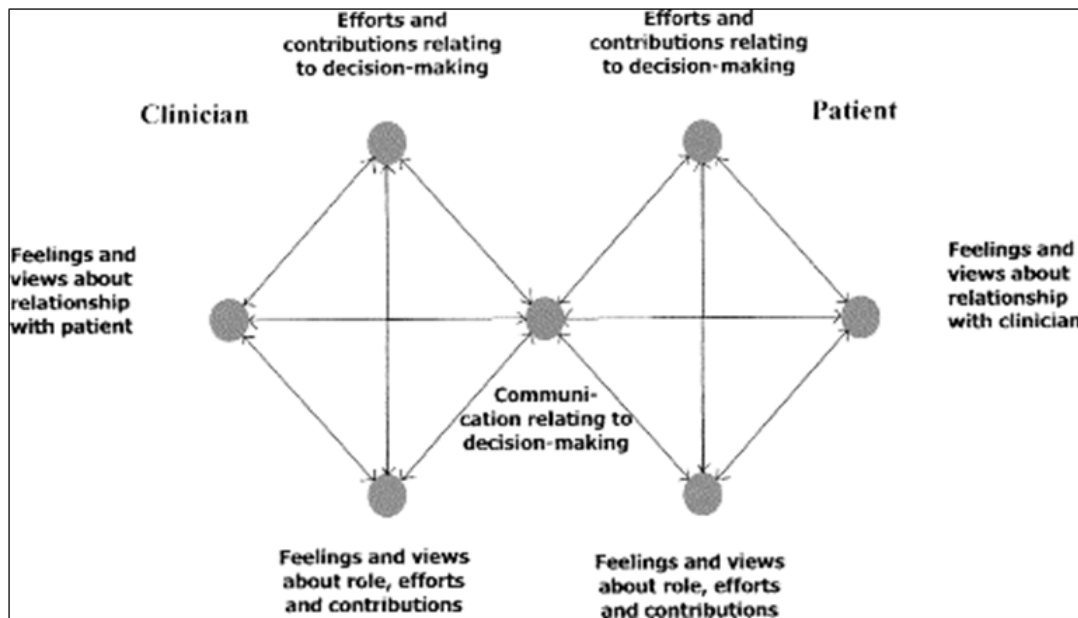 Efforts and
contributions relating
to decision-making
Efforts and
contributions relating
to decision-making
Clinician
Patient
Feelings and
views about
relationship
with patient
Feelings and
views about
relationship
with clinician
Communi-
cation relating to
decision-making
Feelings and views
about role, efforts
and contributions
Feelings and views
about role, efforts
and contributions